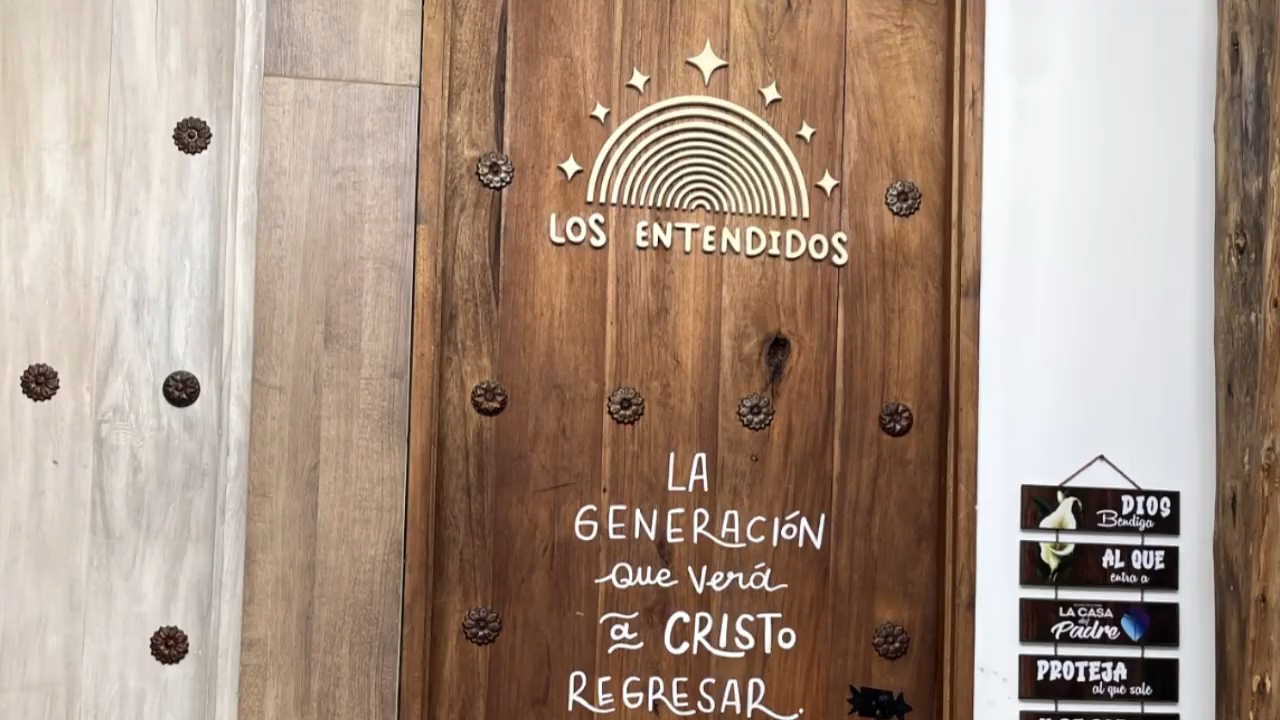 LOS ENTENDIDOS
LA
GENERACIÓN
que verá
a CRISTO
REGRESAR.
DIOS
Bendiga
AL QUE
entra a
LA CASA
del
Padre
PROTEJA
al que sale